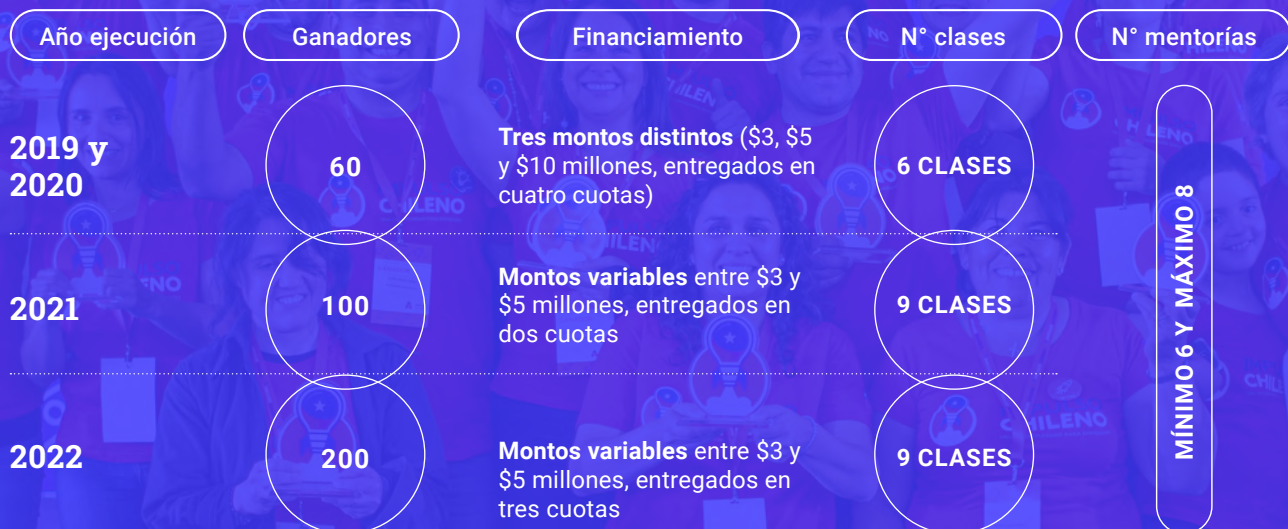 Año ejecución
Ganadores
Financiamiento
N° clases
N° mentorías
2019 y
2020
60
Tres montos distintos ($3, $5
y $10 millones, entregados en
cuatro cuotas)
6 CLASES
2021
100
Montos variables entre $3 y
$5 millones, entregados en
dos cuotas
9 CLASES
2022
200
Montos variables entre $3 y
$5 millones, entregados en
tres cuotas
9 CLASES
MÍNIMO 6 Y MÁXIMO 8